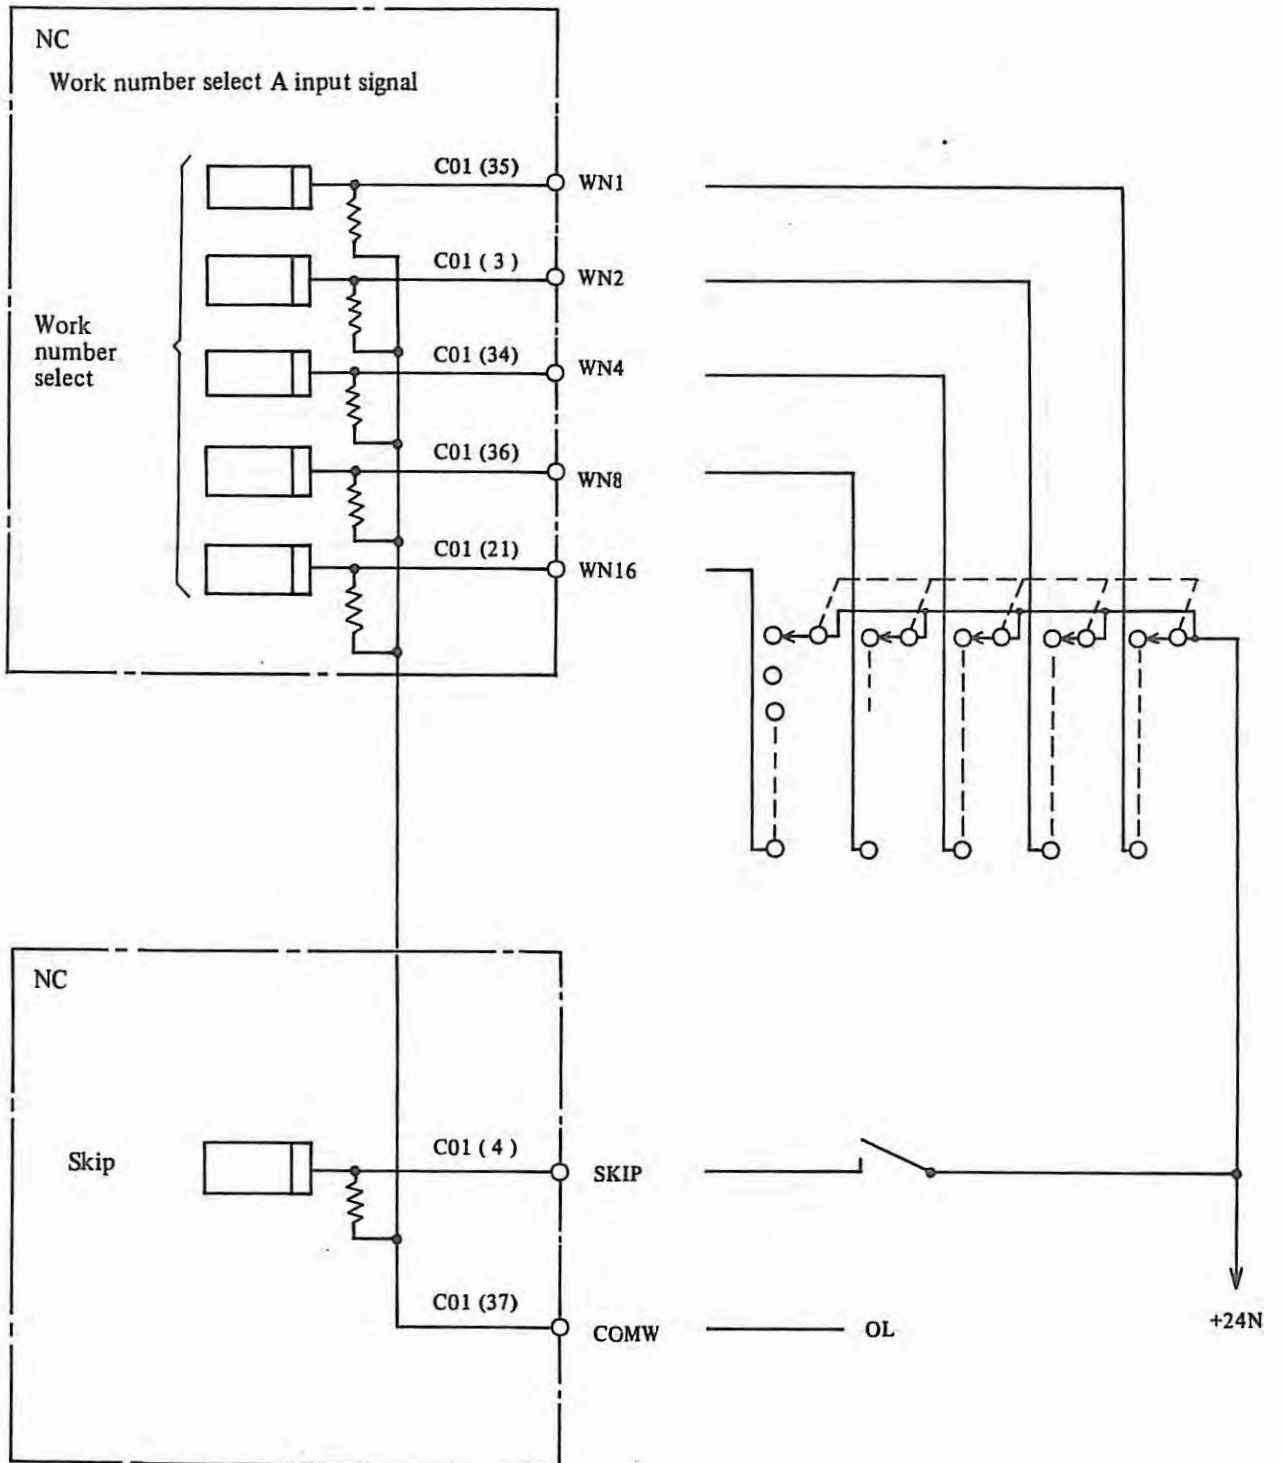 NC
Work number select A input signal
C01 (35)
WN1
C01 ( 3 )
WN2
Work
number
select
C01 (34)
WN4
C01 (36)
WN8
C01 (21)
WN16
NC
Skip
C01 ( 4 )
SKIP
C01 (37)
COMW
OL
+24N